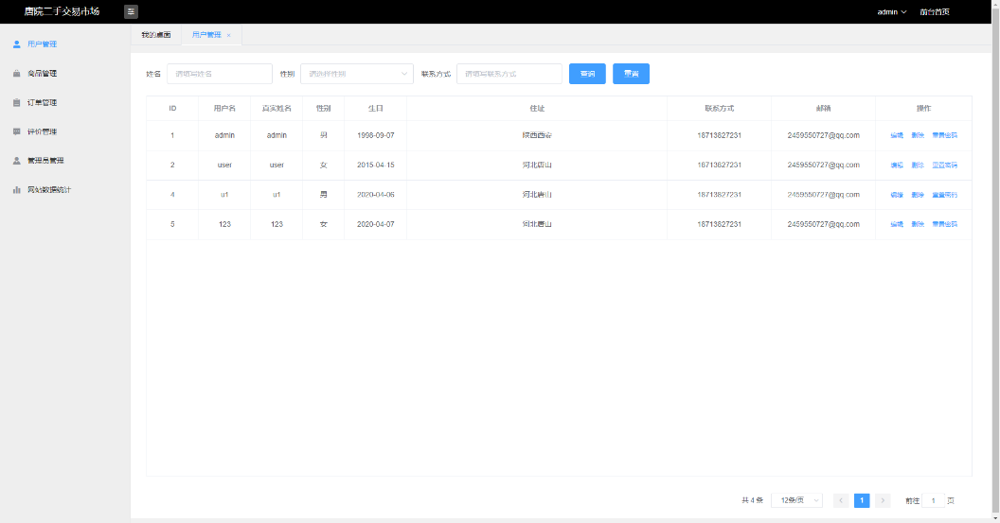 唐院二手交易市场 admin 前台首页
我的桌面 用户管理 ×
用户管理
商品管理
订单管理
评价管理
管理员管理
网站数据统计
姓名 请填写姓名 性别 请选择性别 联系方式 请填写联系方式 查询 重置
ID 用户名 真实姓名 性别 生日 住址 联系方式 邮箱 操作
1 admin admin 男 1998-09-07 陕西西安 18713827231 2459550727@qq.com 编辑 删除 重置密码
2 user user 女 2015-04-15 河北唐山 18713827231 2459550727@qq.com 编辑 删除 重置密码
4 u1 u1 男 2020-04-06 河北唐山 18713827231 2459550727@qq.com 编辑 删除 重置密码
5 123 123 女 2020-04-07 河北唐山 18713827231 2459550727@qq.com 编辑 删除 重置密码
共 4 条 12条/页 1 前往 1 页